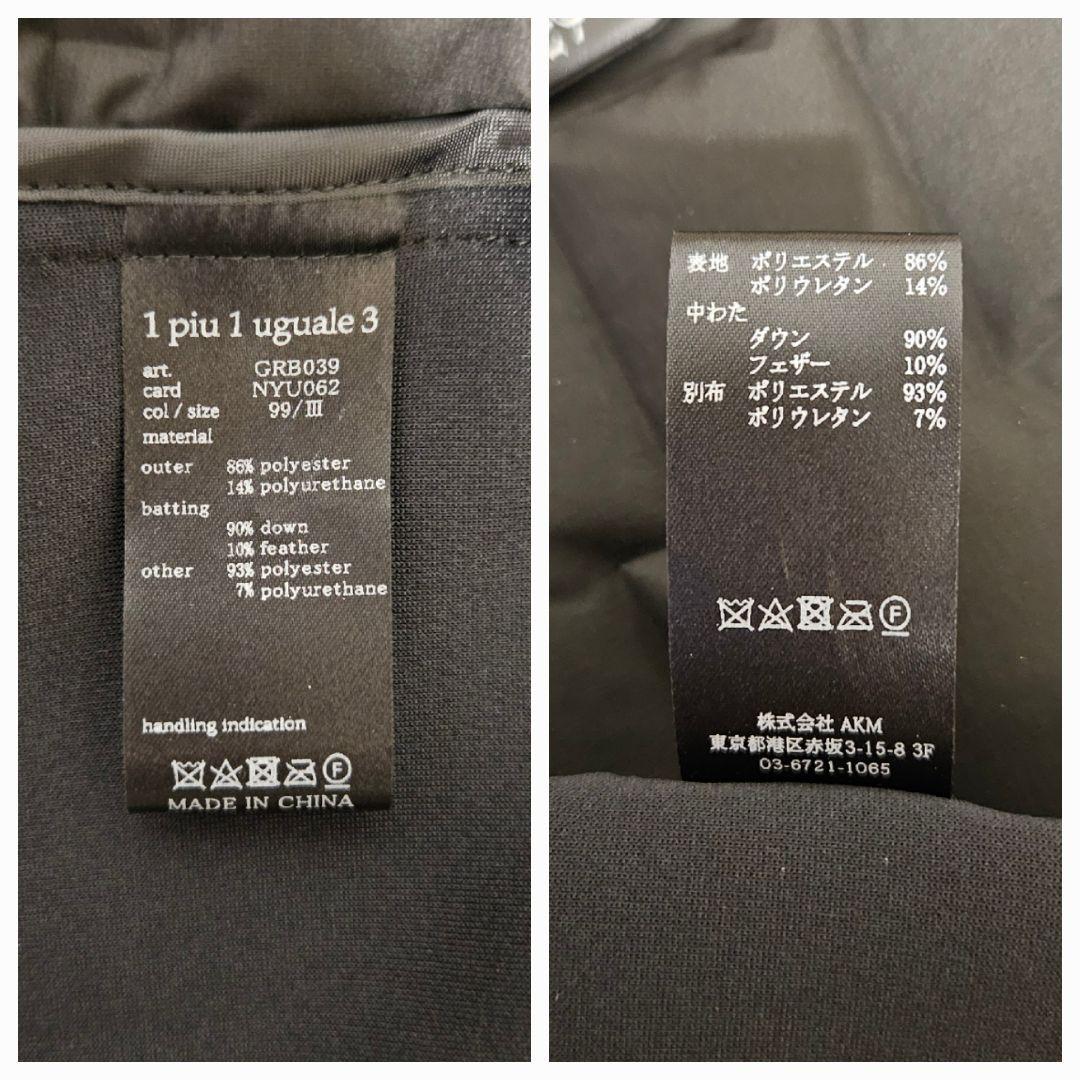 1 piu 1 uguale 3
art. GRB039
card NYU062
col / size 99/III
material
outer 86% polyester
14% polyurethane
batting
90% down
10% feather
other 93% polyester
7% polyurethane
handling indication
F
MADE IN CHINA
表地 ポリエステル 86%
ポリウレタン 14%
中わた
ダウン 90%
フェザー 10%
別布 ポリエステル 93%
ポリウレタン 7%
F
株式会社 AKM
東京都港区赤坂3-15-8 3F
03-6721-1065